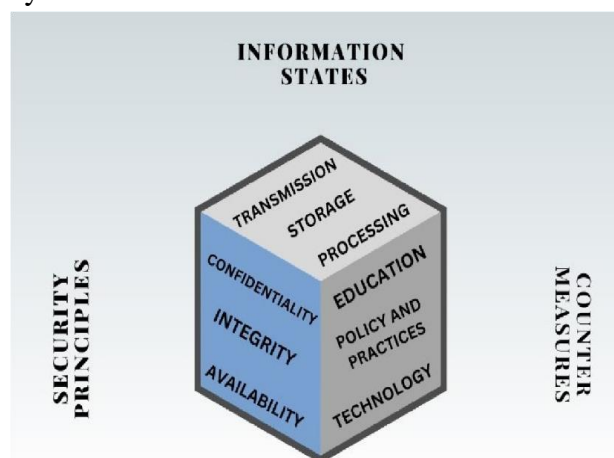 INFORMATION
STATES
TRANSMISSION
STORAGE
PROCESSING
SECURITY
PRINCIPLES
CONFIDENTIALITY
INTEGRITY
AVAILABILITY
EDUCATION
POLICY AND
PRACTICES
TECHNOLOGY
COUNTER
MEASURES